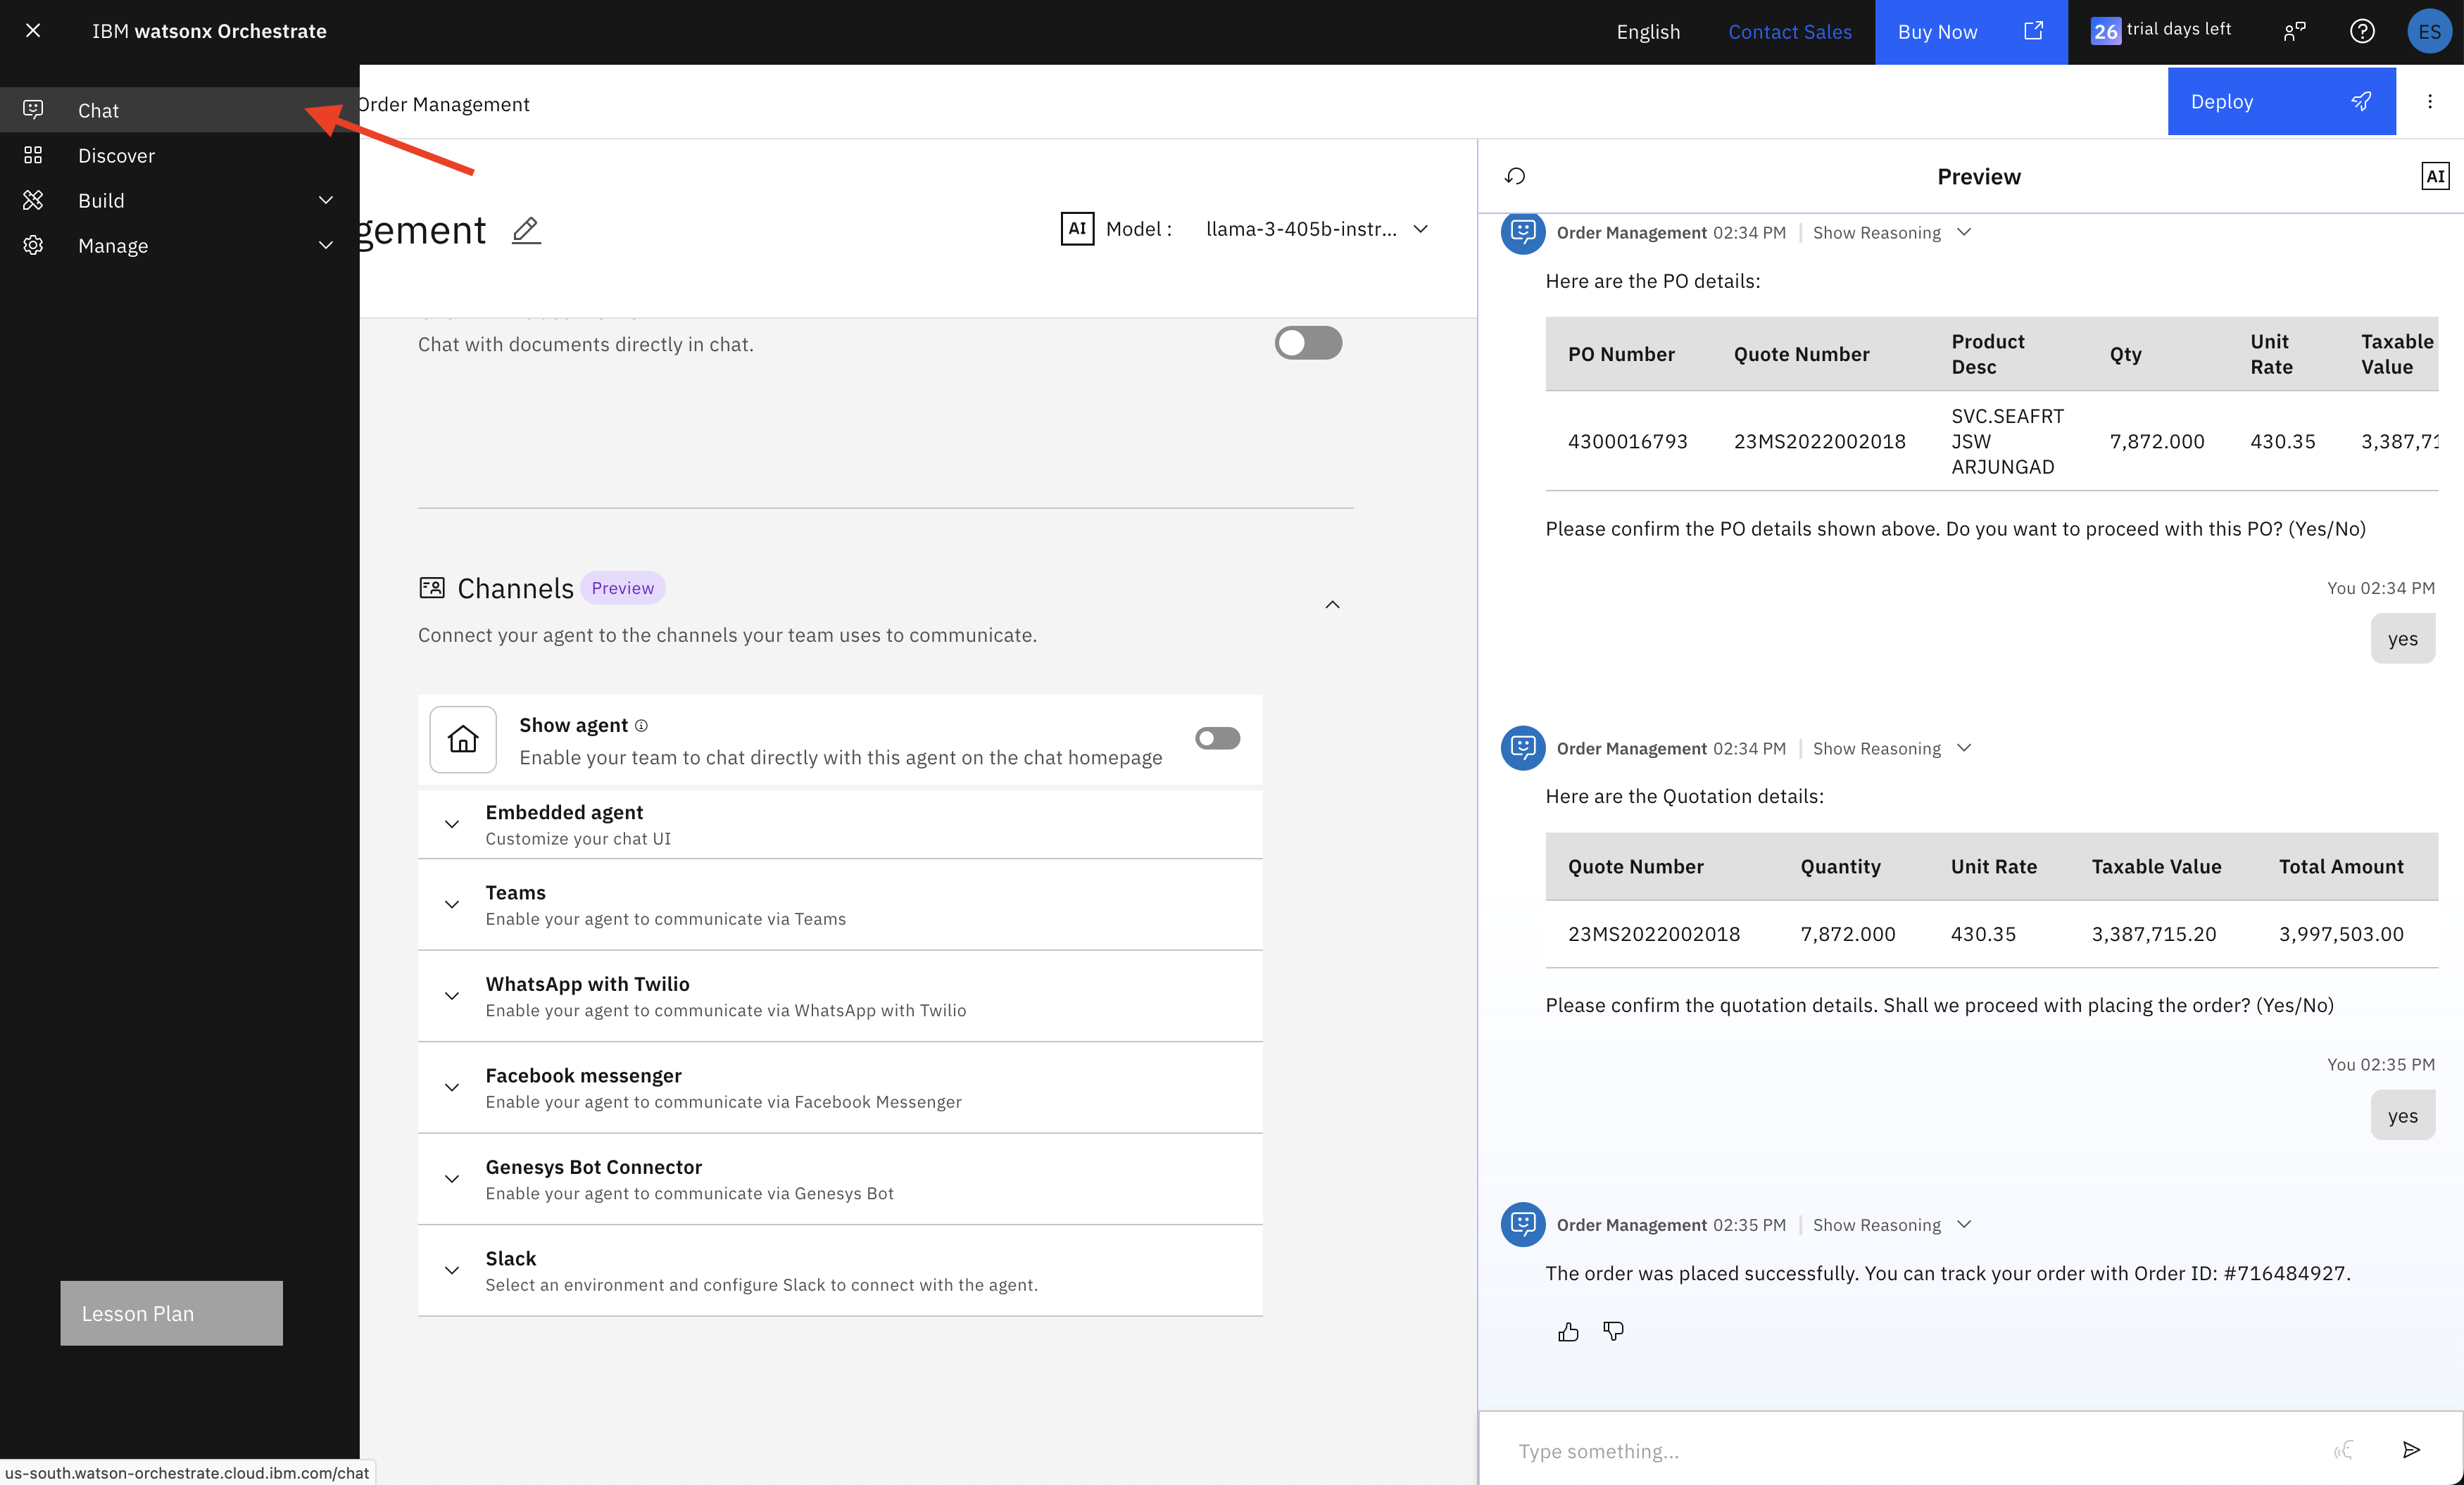 IBM watsonx Orchestrate
English
Contact Sales
Buy Now
26 trial days left
ES
Chat
Discover
Build
Manage
Lesson Plan
us-south.watson-orchestrate.cloud.ibm.com/chat
Order Management
Deploy
gement
AI Model :
llama-3-405b-instr...
Chat with documents directly in chat.
Channels Preview
Connect your agent to the channels your team uses to communicate.
Show agent
Enable your team to chat directly with this agent on the chat homepage
Embedded agent
Customize your chat UI
Teams
Enable your agent to communicate via Teams
WhatsApp with Twilio
Enable your agent to communicate via WhatsApp with Twilio
Facebook messenger
Enable your agent to communicate via Facebook Messenger
Genesys Bot Connector
Enable your agent to communicate via Genesys Bot
Slack
Select an environment and configure Slack to connect with the agent.
Preview
AI
Order Management 02:34 PM | Show Reasoning
Here are the PO details:
PO Number Quote Number Product Desc Qty Unit Rate Taxable Value
4300016793 23MS2022002018 SVC.SEAFRT JSW ARJUNGAD 7,872.000 430.35 3,387,71
Please confirm the PO details shown above. Do you want to proceed with this PO? (Yes/No)
You 02:34 PM
yes
Order Management 02:34 PM | Show Reasoning
Here are the Quotation details:
Quote Number Quantity Unit Rate Taxable Value Total Amount
23MS2022002018 7,872.000 430.35 3,387,715.20 3,997,503.00
Please confirm the quotation details. Shall we proceed with placing the order? (Yes/No)
You 02:35 PM
yes
Order Management 02:35 PM | Show Reasoning
The order was placed successfully. You can track your order with Order ID: #716484927.
Type something...